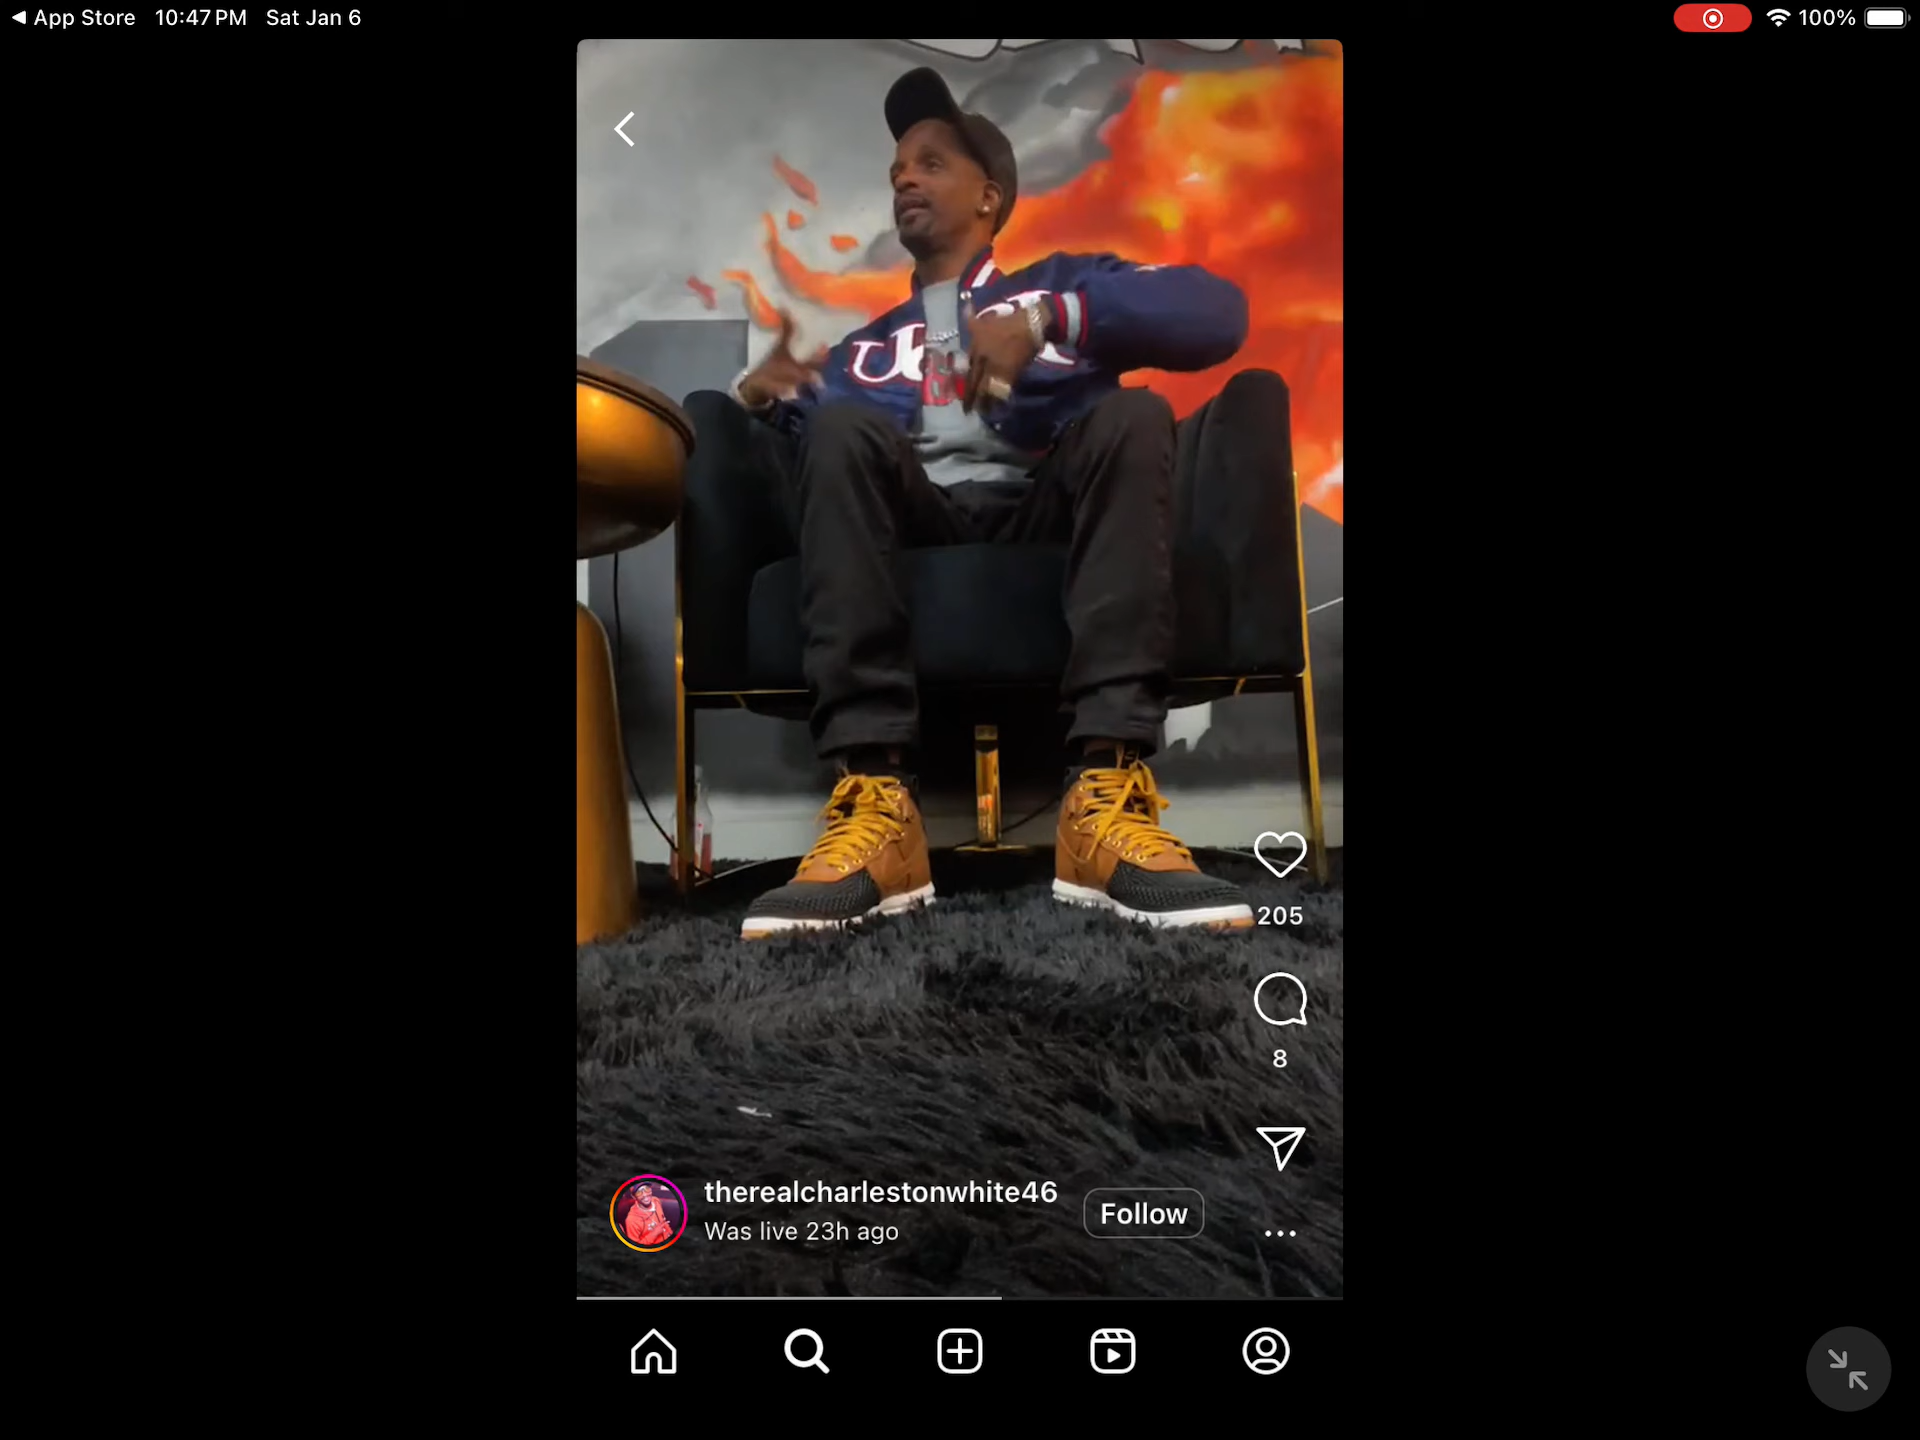 App Store 10:47 PM Sat Jan 6 100%
205
8
therealcharlestonwhite46
Was live 23h ago
Follow